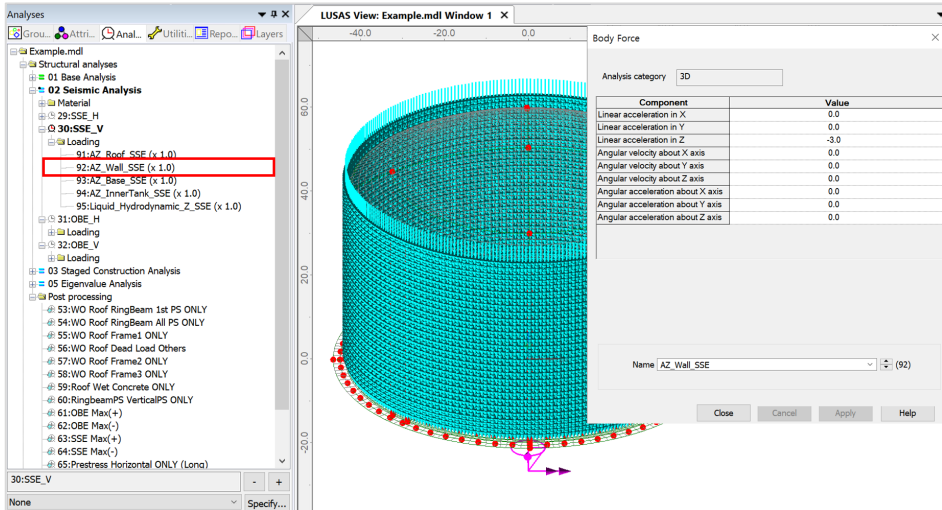 Analyses
Grou... Attri... Anal... Utiliti... Repo... Layers
Example.mdl
Structural analyses
01 Base Analysis
02 Seismic Analysis
Material
29:SSE_H
30:SSE_V
Loading
91:AZ_Roof_SSE (x 1.0)
92:AZ_Wall_SSE (x 1.0)
93:AZ_Base_SSE (x 1.0)
94:AZ_InnerTank_SSE (x 1.0)
95:Liquid_Hydrodynamic_Z_SSE (x 1.0)
31:OBE_H
Loading
32:OBE_V
Loading
03 Staged Construction Analysis
05 Eigenvalue Analysis
Post processing
53:WO Roof RingBeam 1st PS ONLY
54:WO Roof RingBeam All PS ONLY
55:WO Roof Frame1 ONLY
56:WO Roof Dead Load Others
57:WO Roof Frame2 ONLY
58:WO Roof Frame3 ONLY
59:Roof Wet Concrete ONLY
60:RingbeamPS VerticalPS ONLY
61:OBE Max(+)
62:OBE Max(-)
63:SSE Max(+)
64:SSE Max(-)
65:Prestress Horizontal ONLY (Long)
30:SSE_V - +
None Specify...
LUSAS View: Example.mdl Window 1 X
-40.0 -20.0 0.0
60.0
40.0
20.0
0.0
-20.0
Body Force
Analysis category 3D
Component Value
Linear acceleration in X 0.0
Linear acceleration in Y 0.0
Linear acceleration in Z -3.0
Angular velocity about X axis 0.0
Angular velocity about Y axis 0.0
Angular velocity about Z axis 0.0
Angular acceleration about X axis 0.0
Angular acceleration about Y axis 0.0
Angular acceleration about Z axis 0.0
Name AZ_Wall_SSE (92)
Close Cancel Apply Help